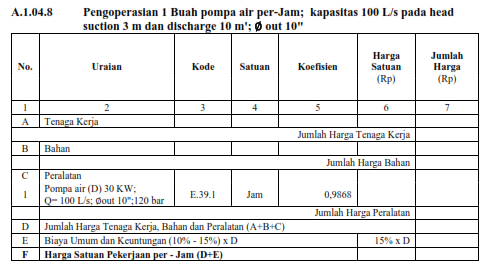 A.1.04.8 Pengoperasian 1 Buah pompa air per-Jam; kapasitas 100 L/s pada head
suction 3 m dan discharge 10 m'; Ø out 10"
No. Uraian Kode Satuan Koefisien Harga Satuan (Rp) Jumlah Harga (Rp)
1 2 3 4 5 6 7
A Tenaga Kerja
Jumlah Harga Tenaga Kerja
B Bahan
Jumlah Harga Bahan
C Peralatan
1 Pompa air (D) 30 KW;
Q= 100 L/s; Øout 10";120 bar E.39.1 Jam 0,9868
Jumlah Harga Peralatan
D Jumlah Harga Tenaga Kerja, Bahan dan Peralatan (A+B+C)
E Biaya Umum dan Keuntungan (10% - 15%) x D 15% x D
F Harga Satuan Pekerjaan per - Jam (D+E)